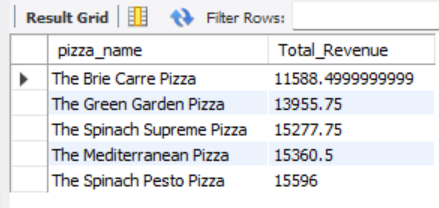 Result Grid Filter Rows:
pizza_name Total_Revenue
The Brie Carre Pizza 11588.4999999999
The Green Garden Pizza 13955.75
The Spinach Supreme Pizza 15277.75
The Mediterranean Pizza 15360.5
The Spinach Pesto Pizza 15596